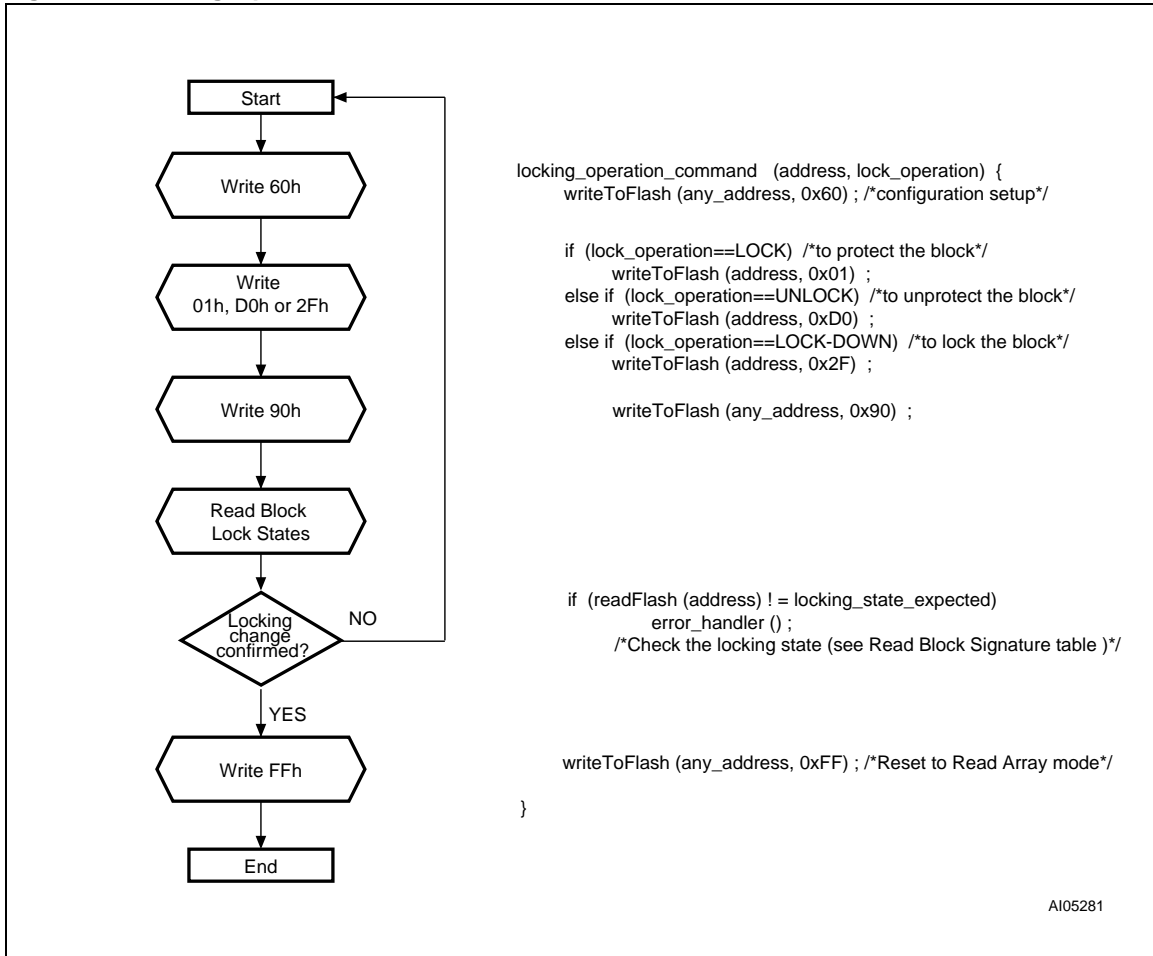 Start
Write 60h
Write
01h, D0h or 2Fh
Write 90h
Read Block
Lock States
Locking
change
confirmed?
NO
YES
Write FFh
End
locking_operation_command (address, lock_operation) {
writeToFlash (any_address, 0x60) ; /*configuration setup*/
if (lock_operation==LOCK) /*to protect the block*/
writeToFlash (address, 0x01) ;
else if (lock_operation==UNLOCK) /*to unprotect the block*/
writeToFlash (address, 0xD0) ;
else if (lock_operation==LOCK-DOWN) /*to lock the block*/
writeToFlash (address, 0x2F) ;
writeToFlash (any_address, 0x90) ;
if (readFlash (address) ! = locking_state_expected)
error_handler () ;
/*Check the locking state (see Read Block Signature table )*/
writeToFlash (any_address, 0xFF) ; /*Reset to Read Array mode*/
}
AI05281